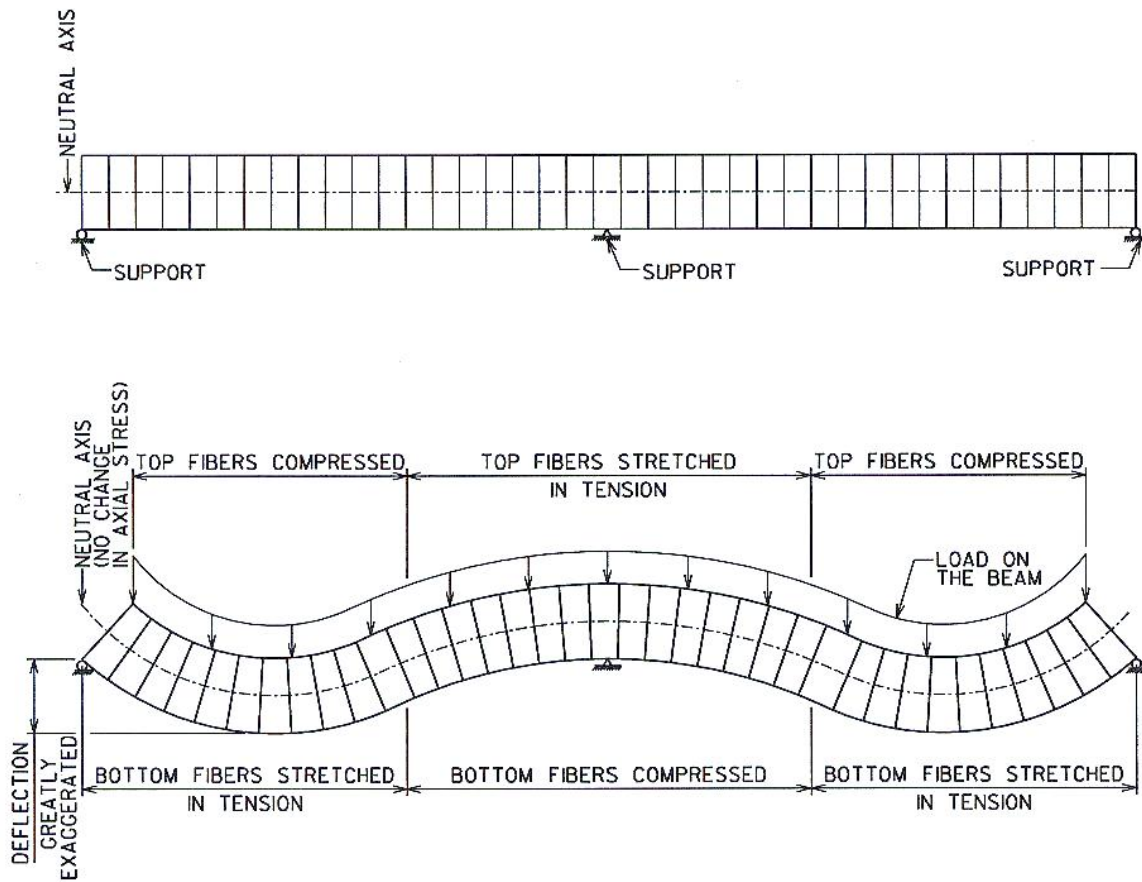 NEUTRAL AXIS
SUPPORT
SUPPORT
SUPPORT
NEUTRAL AXIS
(NO CHANGE
IN AXIAL STRESS)
TOP FIBERS COMPRESSED
TOP FIBERS STRETCHED
IN TENSION
TOP FIBERS COMPRESSED
LOAD ON
THE BEAM
DEFLECTION
GREATLY
EXAGGERATED
BOTTOM FIBERS STRETCHED
IN TENSION
BOTTOM FIBERS COMPRESSED
BOTTOM FIBERS STRETCHED
IN TENSION